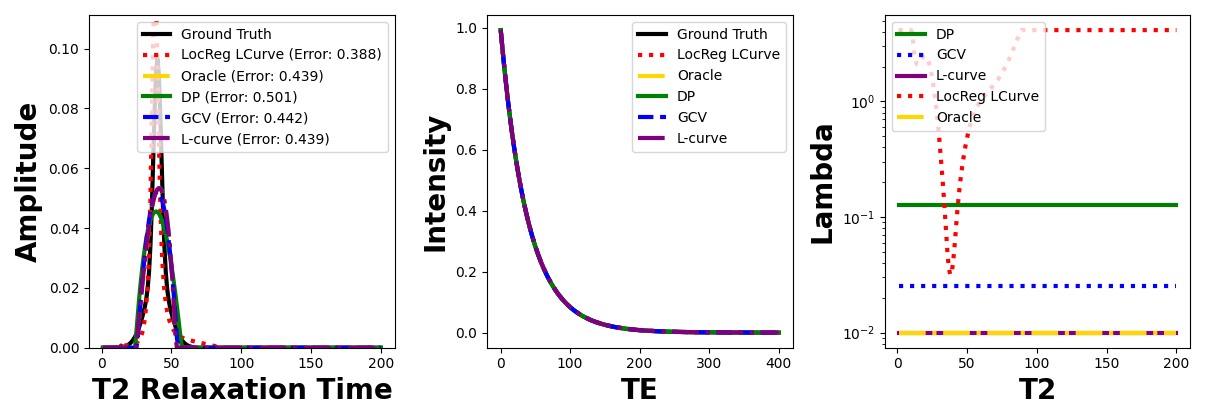 Amplitude
0.10
0.08
0.06
0.04
0.02
0.00
Ground Truth
LocReg LCurve (Error: 0.388)
Oracle (Error: 0.439)
DP (Error: 0.501)
GCV (Error: 0.442)
L-curve (Error: 0.439)
0 50 100 150 200
T2 Relaxation Time
Intensity
1.0
0.8
0.6
0.4
0.2
0.0
Ground Truth
LocReg LCurve
Oracle
DP
GCV
L-curve
0 100 200 300 400
TE
Lambda
10⁰
10⁻¹
10⁻²
DP
GCV
L-curve
LocReg LCurve
Oracle
0 50 100 150 200
T2